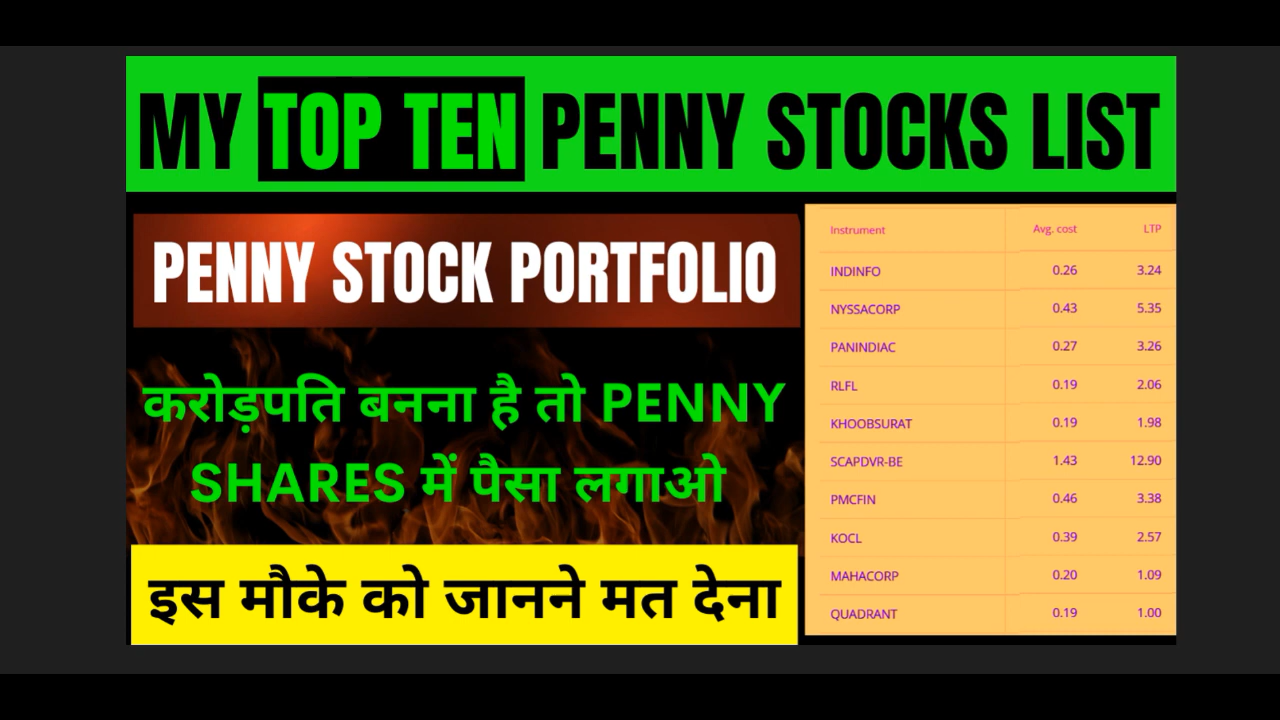 MY TOP TEN PENNY STOCKS LIST
PENNY STOCK PORTFOLIO
करोड़पति बनना है तो PENNY
SHARES में पैसा लगाओ
इस मौके को जानने मत देना
Instrument Avg. cost LTP
INDINFO 0.26 3.24
NYSSACORP 0.43 5.35
PANINDIAC 0.27 3.26
RLFL 0.19 2.06
KHOOBSURAT 0.19 1.98
SCAPDVR-BE 1.43 12.90
PMCFIN 0.46 3.38
KOCL 0.39 2.57
MAHACORP 0.20 1.09
QUADRANT 0.19 1.00